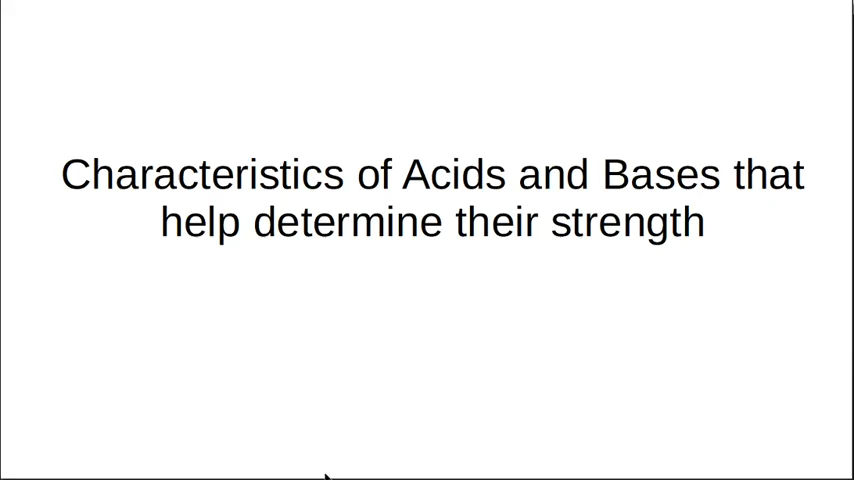 Characteristics of Acids and Bases that
help determine their strength